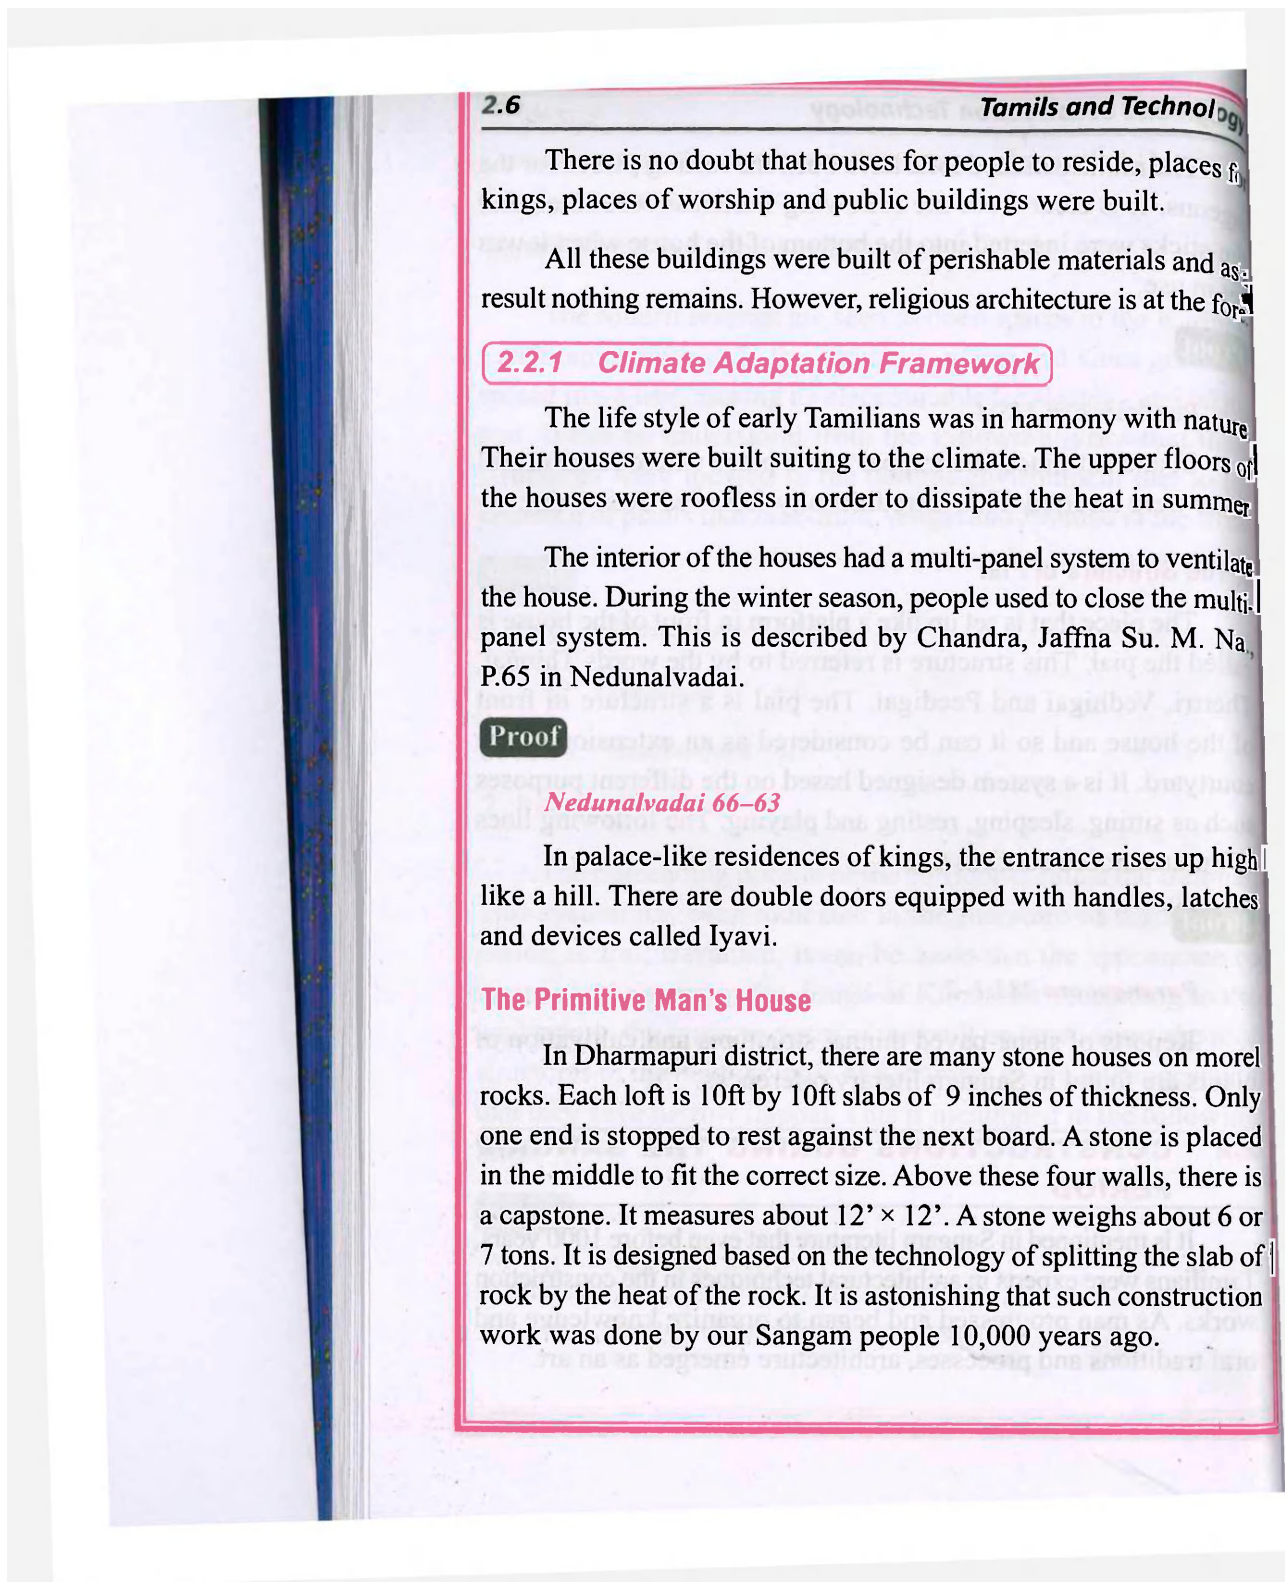 2.6 Tamils and Technology
There is no doubt that houses for people to reside, places for
kings, places of worship and public buildings were built.
All these buildings were built of perishable materials and as
result nothing remains. However, religious architecture is at the
2.2.1 Climate Adaptation Framework
The life style of early Tamilians was in harmony with nature
Their houses were built suiting to the climate. The upper floors of
the houses were roofless in order to dissipate the heat in summer
The interior of the houses had a multi-panel system to ventilate
the house. During the winter season, people used to close the multi-
panel system. This is described by Chandra, Jaffna Su. M. Na.,
P.65 in Nedunalvadai.
Proof
Nedunalvadai 66–63
In palace-like residences of kings, the entrance rises up high
like a hill. There are double doors equipped with handles, latches
and devices called Iyavi.
The Primitive Man's House
In Dharmapuri district, there are many stone houses on morel
rocks. Each loft is 10ft by 10ft slabs of 9 inches of thickness. Only
one end is stopped to rest against the next board. A stone is placed
in the middle to fit the correct size. Above these four walls, there is
a capstone. It measures about 12’ × 12’. A stone weighs about 6 or
7 tons. It is designed based on the technology of splitting the slab of
rock by the heat of the rock. It is astonishing that such construction
work was done by our Sangam people 10,000 years ago.